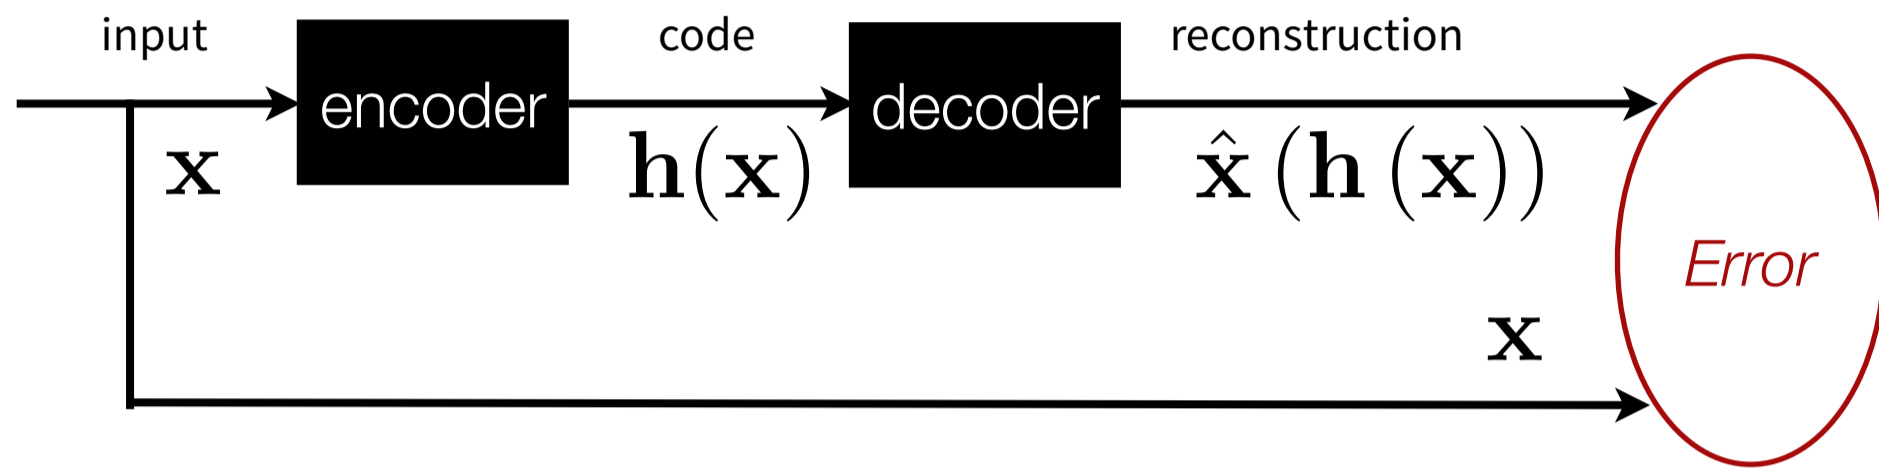 input
code
reconstruction
encoder
decoder
x
h(x)
x̂ (h (x))
Error
x